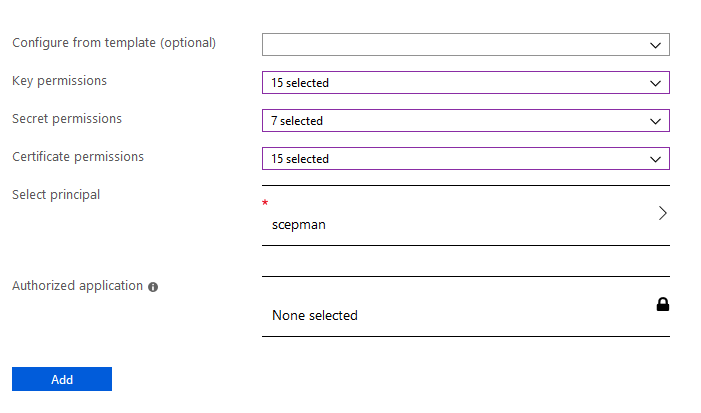 Configure from template (optional)
Key permissions
15 selected
Secret permissions
7 selected
Certificate permissions
15 selected
Select principal
*
scepman
Authorized application
None selected
Add